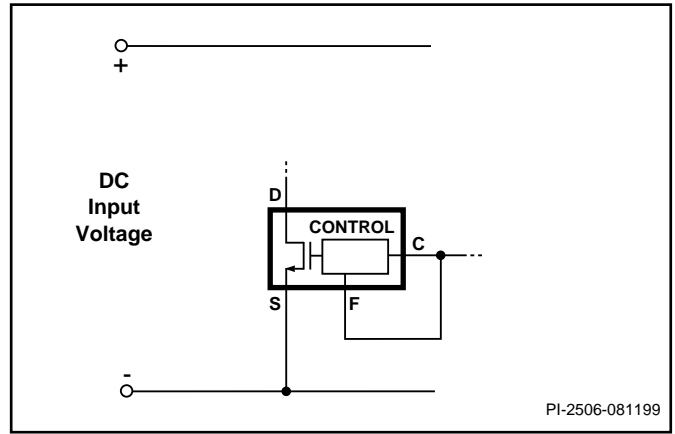 +
DC
Input
Voltage
D
CONTROL
C
S
F
-
PI-2506-081199